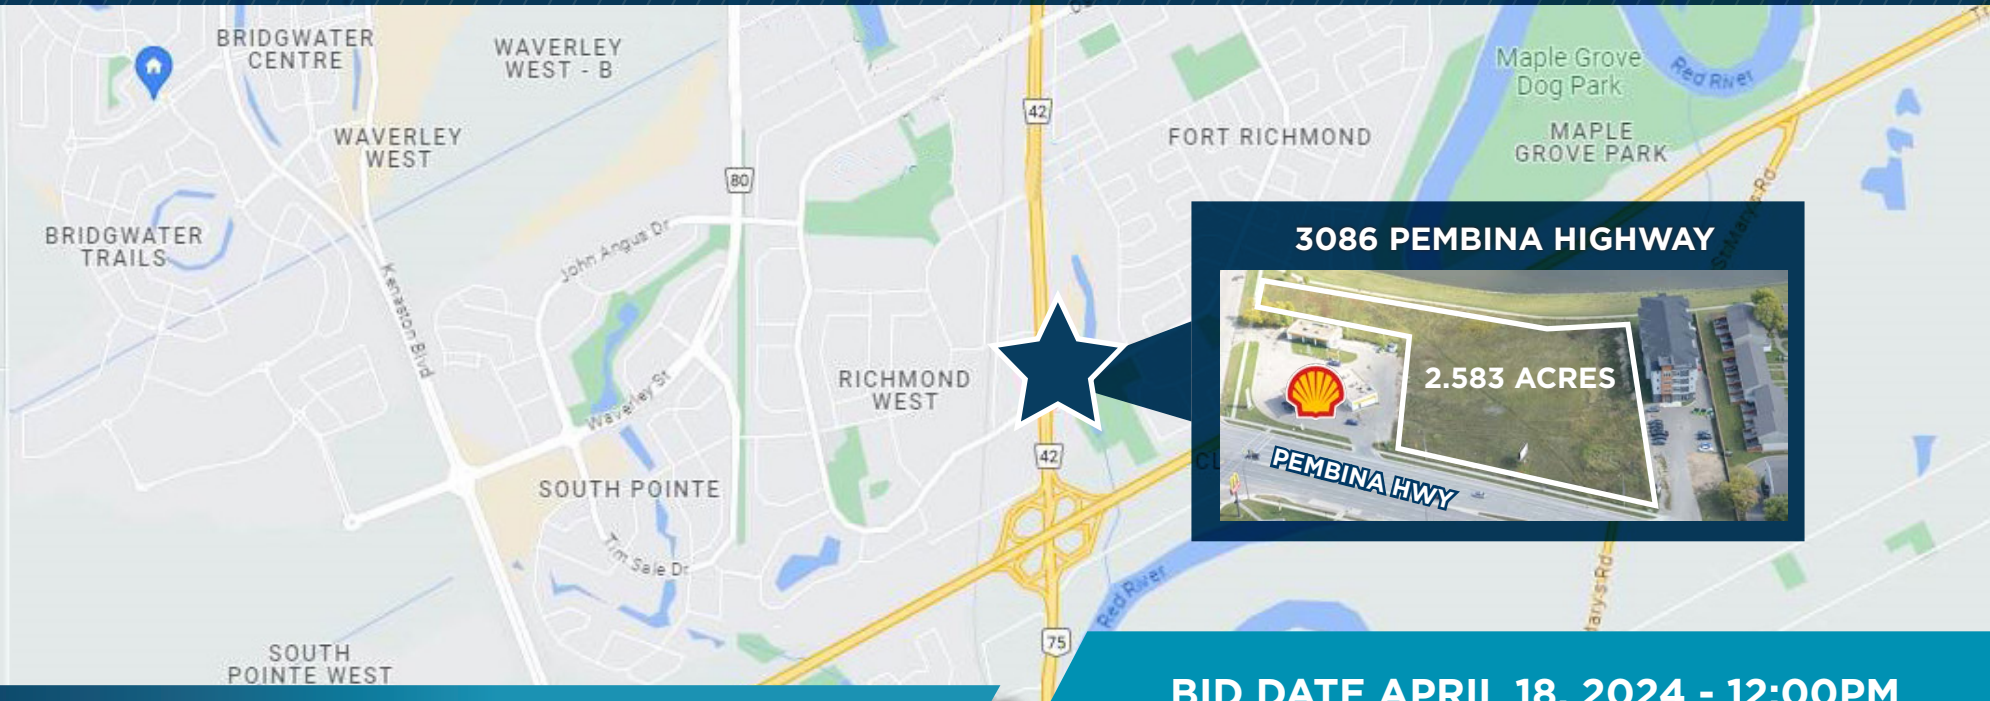 BRIDGWATER
CENTRE
WAVERLEY
WEST - B
42
Maple Grove
Dog Park
Red River
WAVERLEY
WEST
FORT RICHMOND
MAPLE
GROVE PARK
80
BRIDGWATER
TRAILS
John Angus Dr
St Mary's Rd
3086 PEMBINA HIGHWAY
Kenaston Blvd
RICHMOND
WEST
2.583 ACRES
Waverley St
42
PEMBINA HWY
SOUTH POINTE
Tim Sale Dr
Red River
75
SOUTH
POINTE WEST
BID DATE APRIL 18, 2024 - 12:00PM